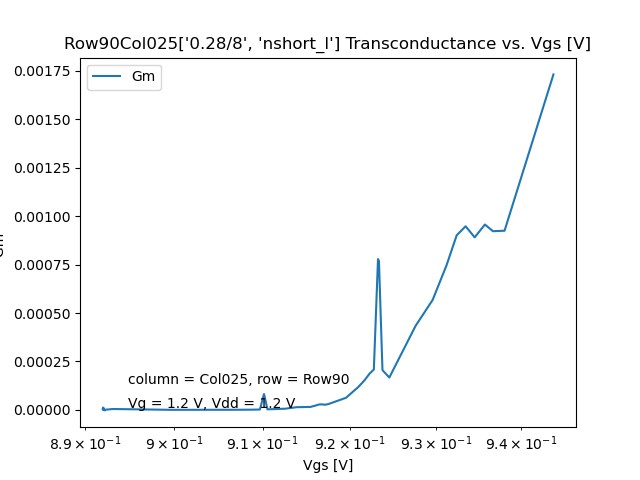 Row90Col025['0.28/8', 'nshort_l'] Transconductance vs. Vgs [V]
Gm
0.00175
0.00150
0.00125
0.00100
0.00075
0.00050
0.00025
0.00000
column = Col025, row = Row90
Vg = 1.2 V, Vdd = 1.2 V
8.9 × 10⁻¹ 9 × 10⁻¹ 9.1 × 10⁻¹ 9.2 × 10⁻¹ 9.3 × 10⁻¹ 9.4 × 10⁻¹
Vgs [V]